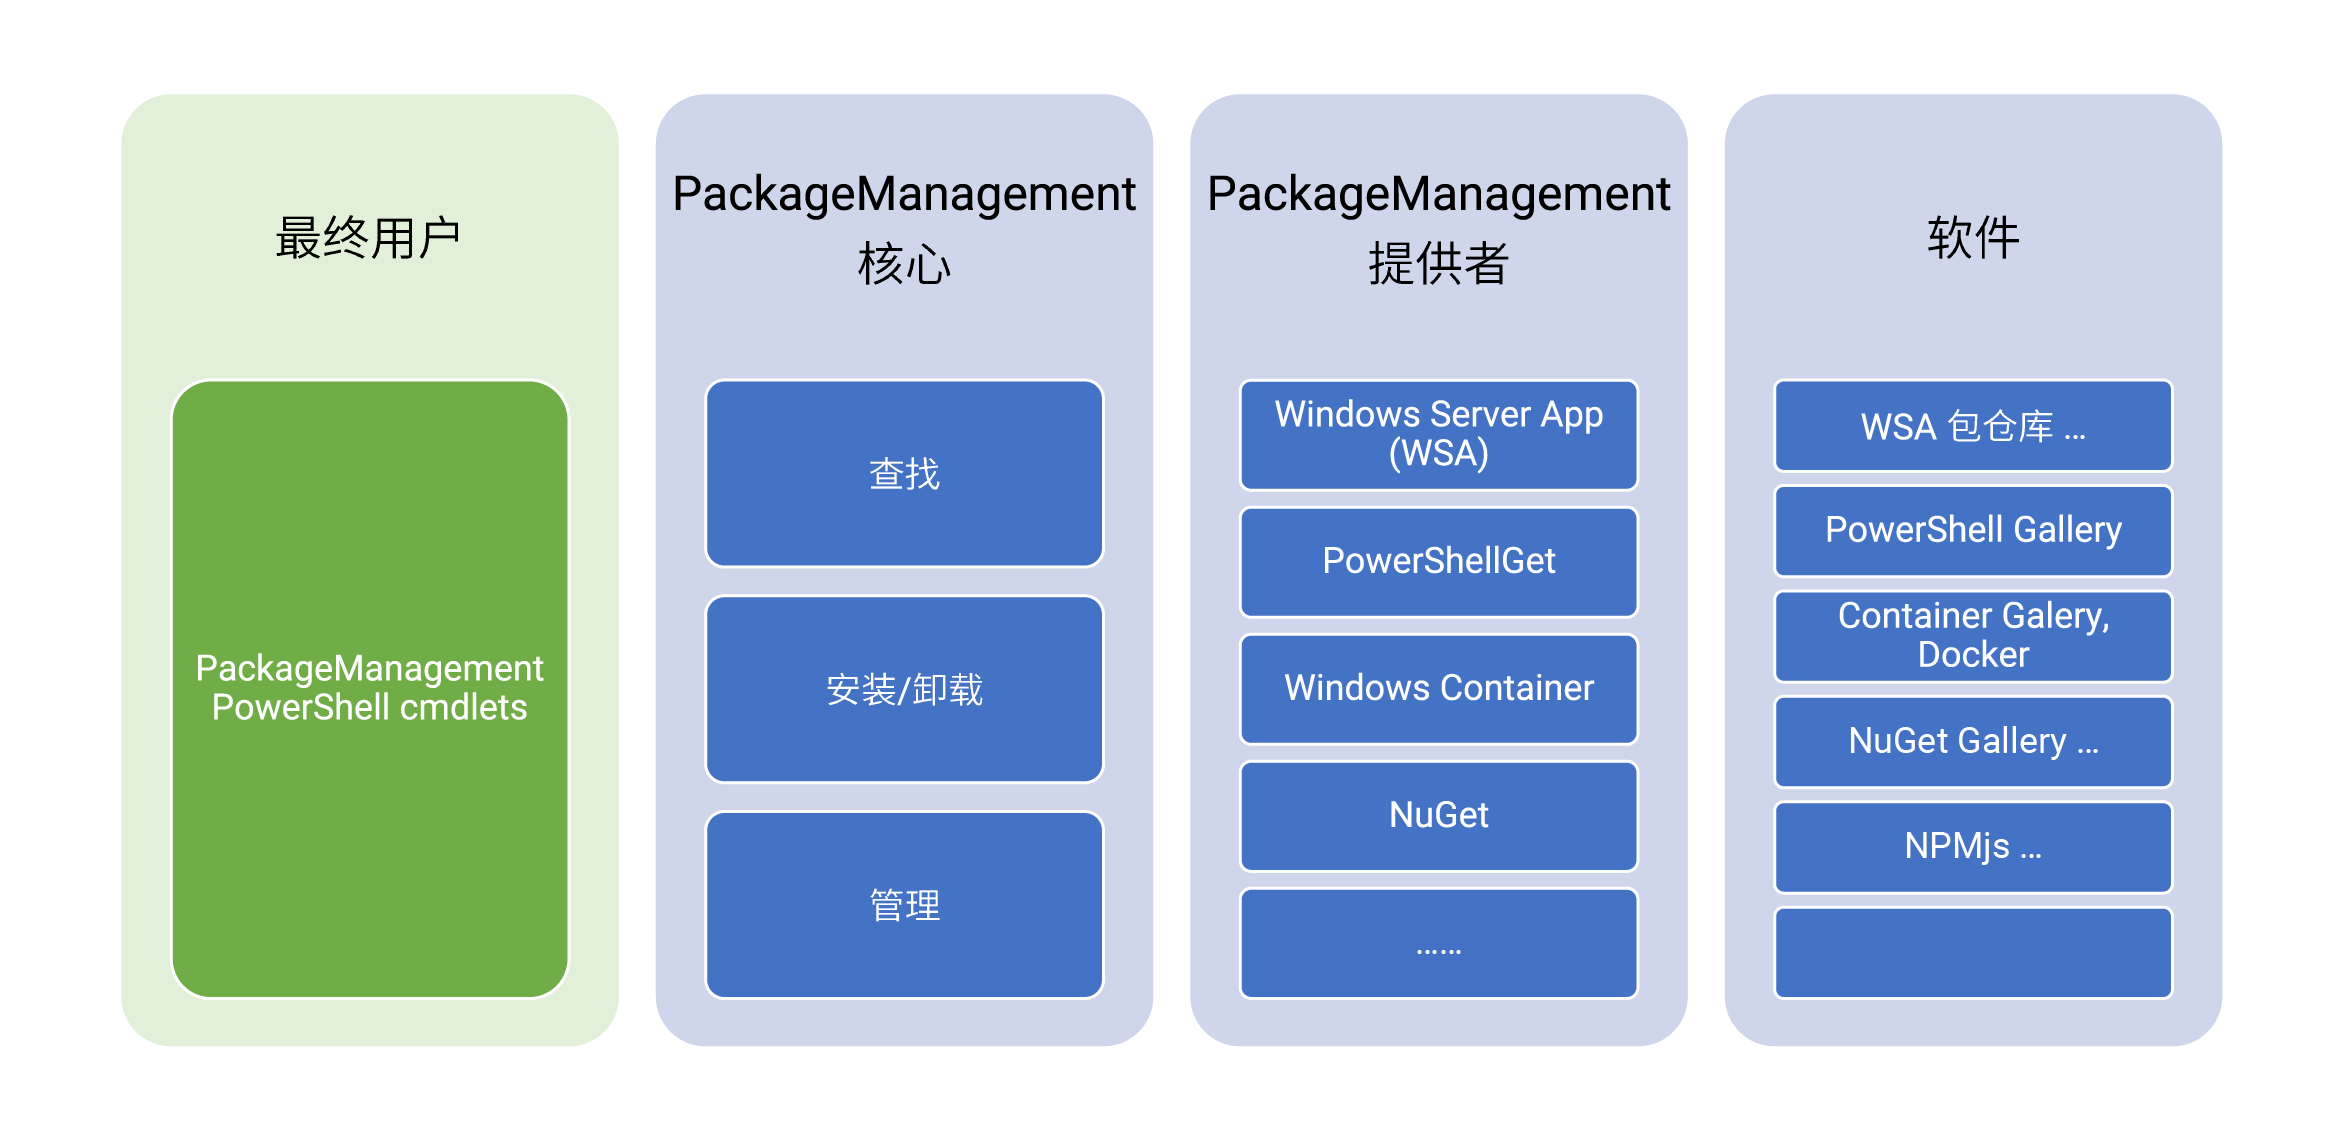 最终用户
PackageManagement
PowerShell cmdlets
PackageManagement
核心
查找
安装/卸载
管理
PackageManagement
提供者
Windows Server App
(WSA)
PowerShellGet
Windows Container
NuGet
……
软件
WSA 包仓库 ...
PowerShell Gallery
Container Galery,
Docker
NuGet Gallery ...
NPMjs ...